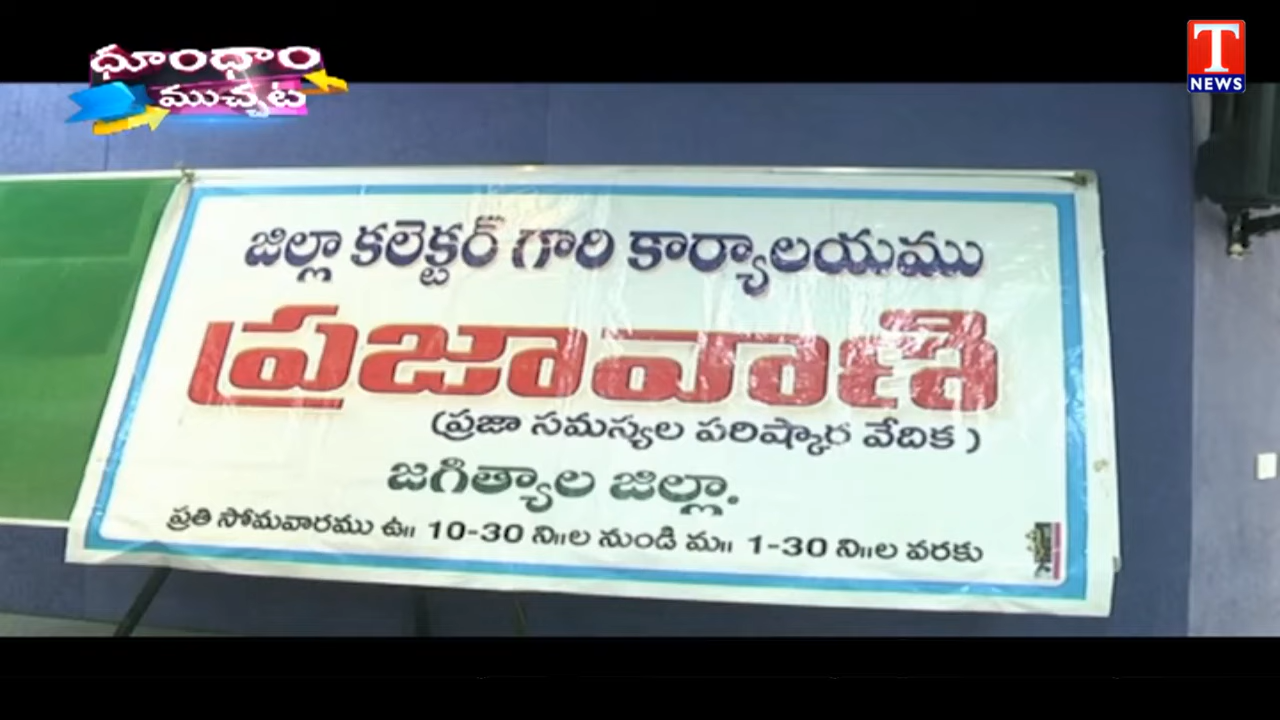 ధూంధాం
ముచ్చట
T
NEWS
జిల్లా కలెక్టర్ గారి కార్యాలయము
ప్రజావాణి
(ప్రజా సమస్యల పరిష్కార వేదిక)
జగిత్యాల జిల్లా.
ప్రతి సోమవారము ఉ॥ 10-30 ని॥ల నుండి మ॥ 1-30 ని॥ల వరకు